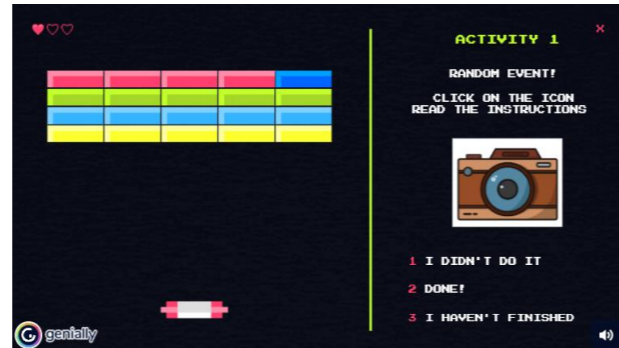 ACTIVITY 1
RANDOM EVENT!
CLICK ON THE ICON
READ THE INSTRUCTIONS
1 I DIDN'T DO IT
2 DONE!
3 I HAVEN'T FINISHED
genially